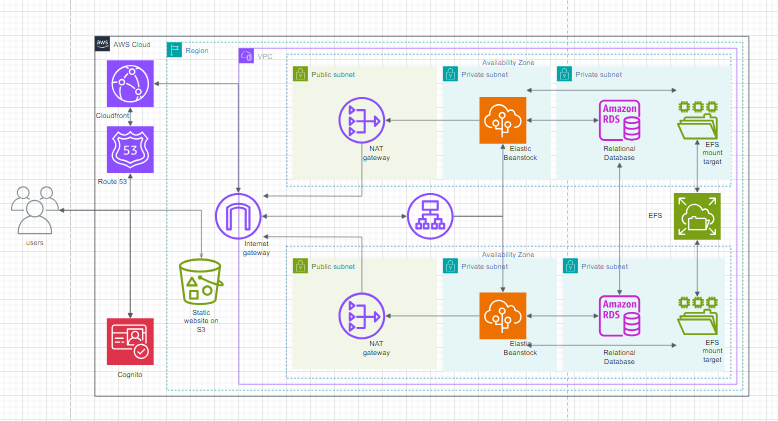 aws
AWS Cloud
Region
VPC
Availability Zone
Public subnet
Private subnet
Private subnet
Cloudfront
53
Route 53
NAT
gateway
Elastic
Beanstock
Amazon
RDS
Relational
Database
EFS
mount
target
users
Internet
gateway
EFS
Static
website on
S3
Cognito
Availability Zone
Public subnet
Private subnet
Private subnet
NAT
gateway
Elastic
Beanstock
Amazon
RDS
Relational
Database
EFS
mount
target